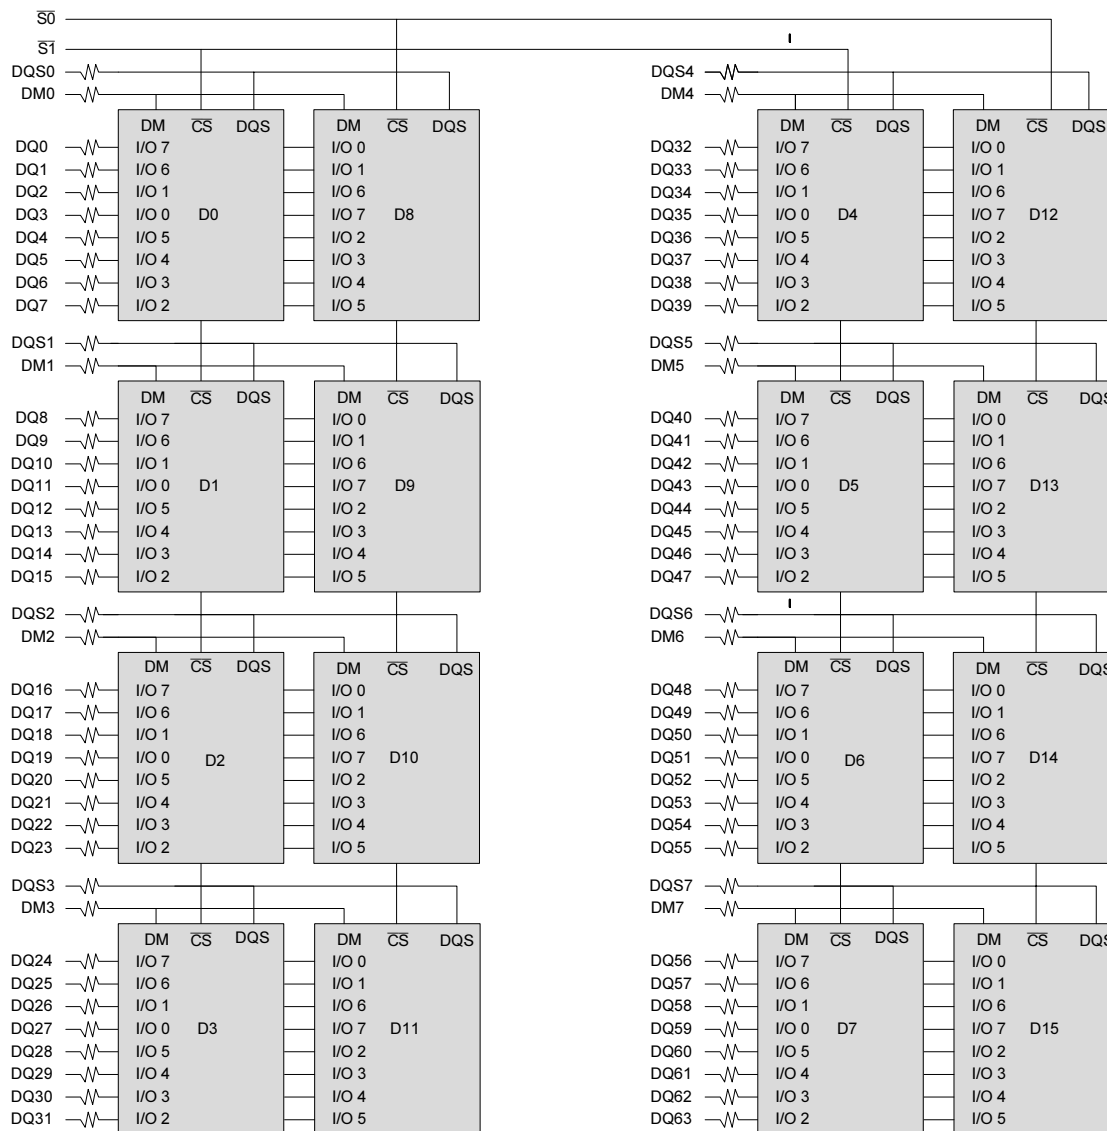 S0
S1
DQS0 DQS4
DM0 DM4
DM CS DQS DM CS DQS DM CS DQS DM CS DQS
DQ0 I/O 7 I/O 0 DQ32 I/O 7 I/O 0
DQ1 I/O 6 I/O 1 DQ33 I/O 6 I/O 1
DQ2 I/O 1 I/O 6 DQ34 I/O 1 I/O 6
DQ3 I/O 0 D0 I/O 7 D8 DQ35 I/O 0 D4 I/O 7 D12
DQ4 I/O 5 I/O 2 DQ36 I/O 5 I/O 2
DQ5 I/O 4 I/O 3 DQ37 I/O 4 I/O 3
DQ6 I/O 3 I/O 4 DQ38 I/O 3 I/O 4
DQ7 I/O 2 I/O 5 DQ39 I/O 2 I/O 5
DQS1 DQS5
DM1 DM5
DM CS DQS DM CS DQS DM CS DQS DM CS DQS
DQ8 I/O 7 I/O 0 DQ40 I/O 7 I/O 0
DQ9 I/O 6 I/O 1 DQ41 I/O 6 I/O 1
DQ10 I/O 1 I/O 6 DQ42 I/O 1 I/O 6
DQ11 I/O 0 D1 I/O 7 D9 DQ43 I/O 0 D5 I/O 7 D13
DQ12 I/O 5 I/O 2 DQ44 I/O 5 I/O 2
DQ13 I/O 4 I/O 3 DQ45 I/O 4 I/O 3
DQ14 I/O 3 I/O 4 DQ46 I/O 3 I/O 4
DQ15 I/O 2 I/O 5 DQ47 I/O 2 I/O 5
DQS2 DQS6
DM2 DM6
DM CS DQS DM CS DQS DM CS DQS DM CS DQS
DQ16 I/O 7 I/O 0 DQ48 I/O 7 I/O 0
DQ17 I/O 6 I/O 1 DQ49 I/O 6 I/O 1
DQ18 I/O 1 I/O 6 DQ50 I/O 1 I/O 6
DQ19 I/O 0 D2 I/O 7 D10 DQ51 I/O 0 D6 I/O 7 D14
DQ20 I/O 5 I/O 2 DQ52 I/O 5 I/O 2
DQ21 I/O 4 I/O 3 DQ53 I/O 4 I/O 3
DQ22 I/O 3 I/O 4 DQ54 I/O 3 I/O 4
DQ23 I/O 2 I/O 5 DQ55 I/O 2 I/O 5
DQS3 DQS7
DM3 DM7
DM CS DQS DM CS DQS DM CS DQS DM CS DQS
DQ24 I/O 7 I/O 0 DQ56 I/O 7 I/O 0
DQ25 I/O 6 I/O 1 DQ57 I/O 6 I/O 1
DQ26 I/O 1 I/O 6 DQ58 I/O 1 I/O 6
DQ27 I/O 0 D3 I/O 7 D11 DQ59 I/O 0 D7 I/O 7 D15
DQ28 I/O 5 I/O 2 DQ60 I/O 5 I/O 2
DQ29 I/O 4 I/O 3 DQ61 I/O 4 I/O 3
DQ30 I/O 3 I/O 4 DQ62 I/O 3 I/O 4
DQ31 I/O 2 I/O 5 DQ63 I/O 2 I/O 5